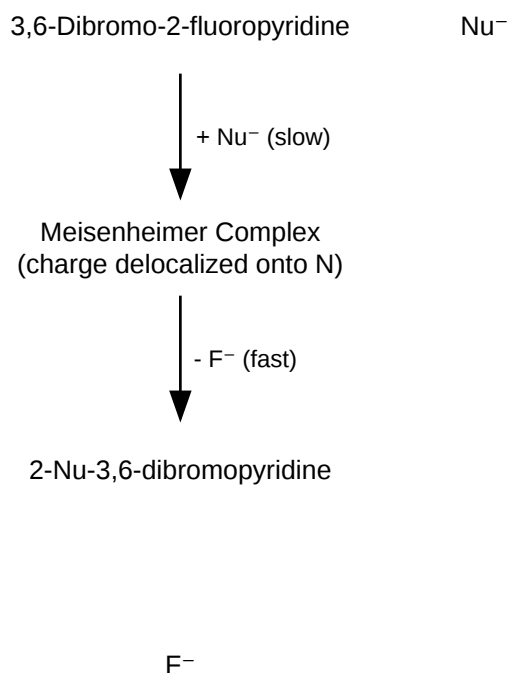 3,6-Dibromo-2-fluoropyridine Nu⁻
+ Nu⁻ (slow)
Meisenheimer Complex
(charge delocalized onto N)
- F⁻ (fast)
2-Nu-3,6-dibromopyridine
F⁻